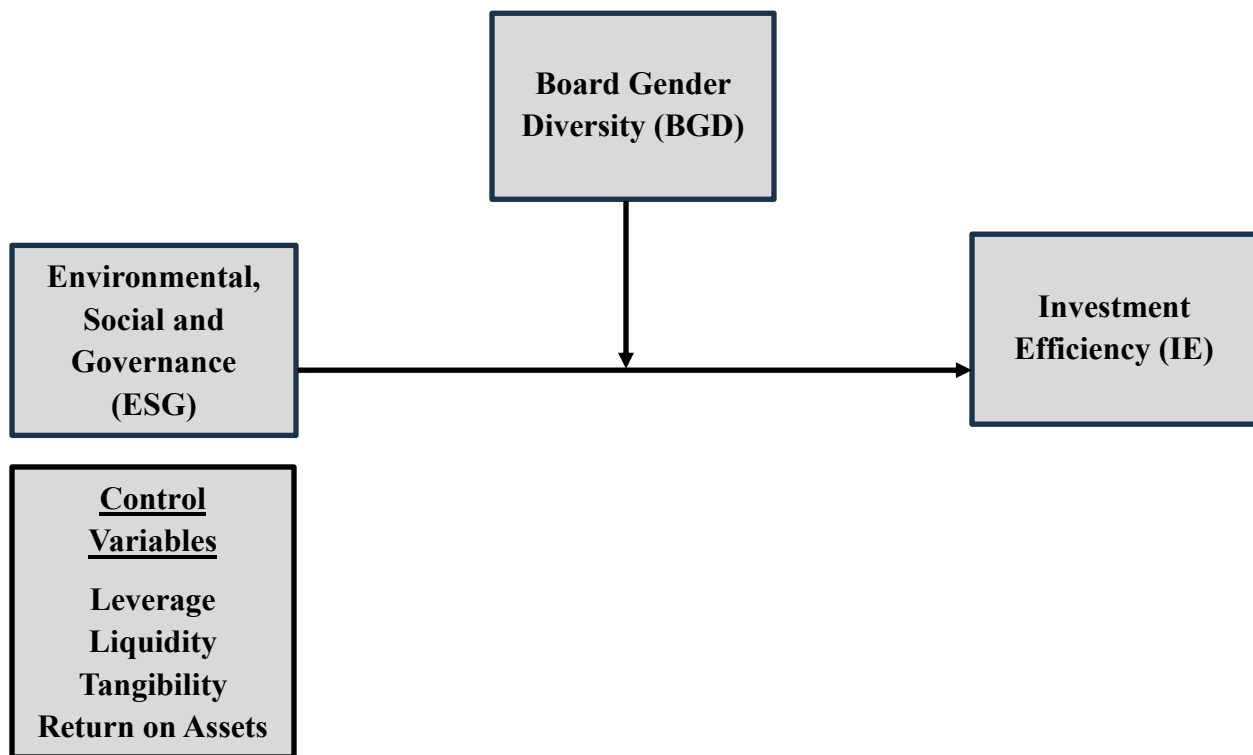 Board Gender
Diversity (BGD)
Environmental,
Social and
Governance
(ESG)
Investment
Efficiency (IE)
Control
Variables
Leverage
Liquidity
Tangibility
Return on Assets